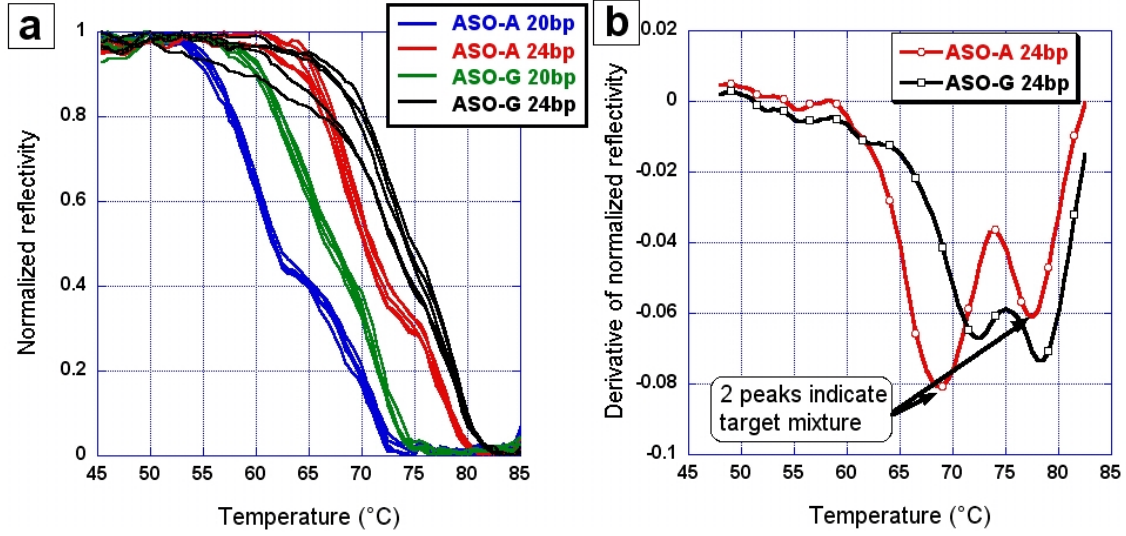 a
ASO-A 20bp
ASO-A 24bp
ASO-G 20bp
ASO-G 24bp
Normalized reflectivity
1
0.8
0.6
0.4
0.2
0
45 50 55 60 65 70 75 80 85
Temperature (°C)
b
ASO-A 24bp
ASO-G 24bp
Derivative of normalized reflectivity
0.02
0
-0.02
-0.04
-0.06
-0.08
-0.1
2 peaks indicate
target mixture
45 50 55 60 65 70 75 80 85
Temperature (°C)